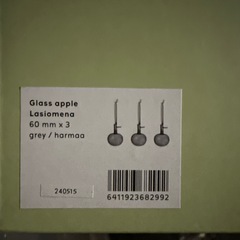 Glass apple
Lasiomena
60 mm x 3
grey / harmaa
240515
6411923682992